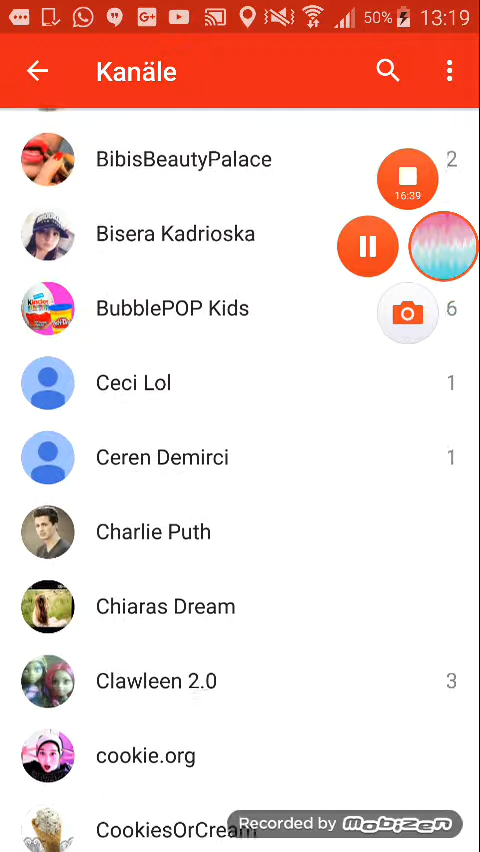 50% 13:19
Kanäle
BibisBeautyPalace 2
16:39
Bisera Kadrioska
BubblePOP Kids 6
Ceci Lol 1
Ceren Demirci 1
Charlie Puth
Chiaras Dream
Clawleen 2.0 3
cookie.org
CookiesOrCream
Recorded by mobizen